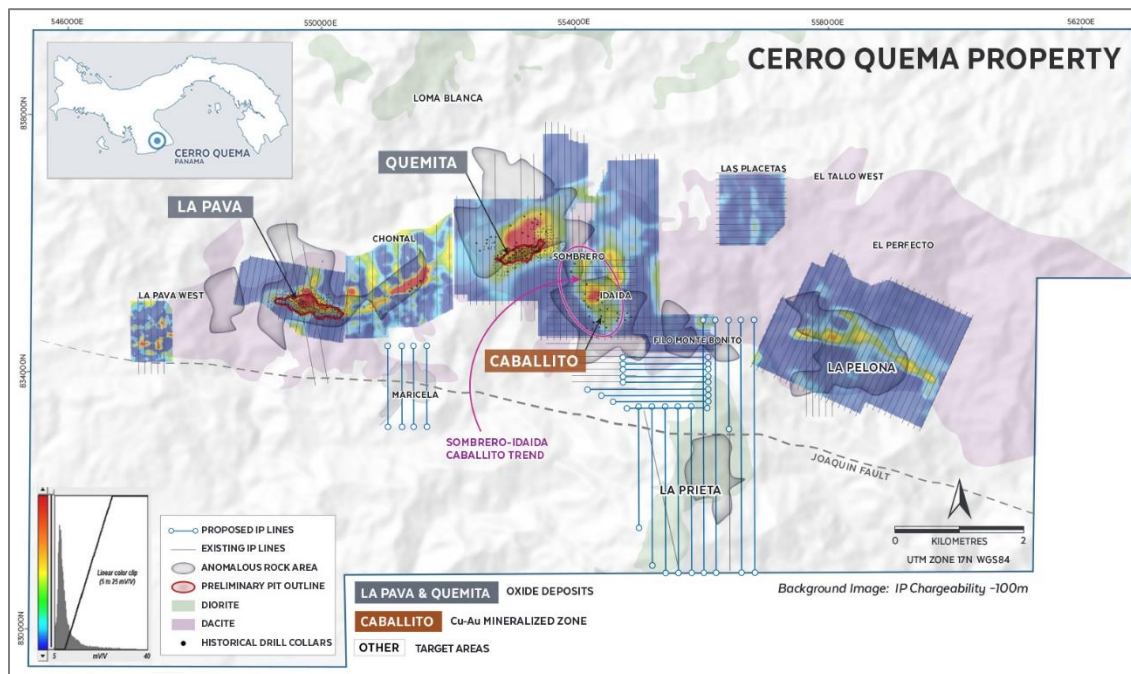 546000E
550000E
554000E
558000E
56200E
CERRO QUEMA PROPERTY
838000N
834000N
830000N
CERRO QUEMA
PANAMA
LOMA BLANCA
QUEMITA
LA PAVA
CHONTAL
LA PAVA WEST
SOMBRERO
IDAIDA
CABALLITO
FILO MONTE BONITO
LAS PLACETAS
EL TALLO WEST
EL PERFECTO
LA PELONA
MARICELA
SOMBRERO-IDAIDA
CABALLITO TREND
LA PRIETA
JOAQUIN FAULT
0
2
KILOMETRES
UTM ZONE 17N WGS84
Background Image: IP Chargeability -100m
Linear color clip
(5 to 25 mV/V)
5
mV/V
40
PROPOSED IP LINES
EXISTING IP LINES
ANOMALOUS ROCK AREA
PRELIMINARY PIT OUTLINE
DIORITE
DACITE
HISTORICAL DRILL COLLARS
LA PAVA & QUEMITA OXIDE DEPOSITS
CABALLITO Cu-Au MINERALIZED ZONE
OTHER TARGET AREAS